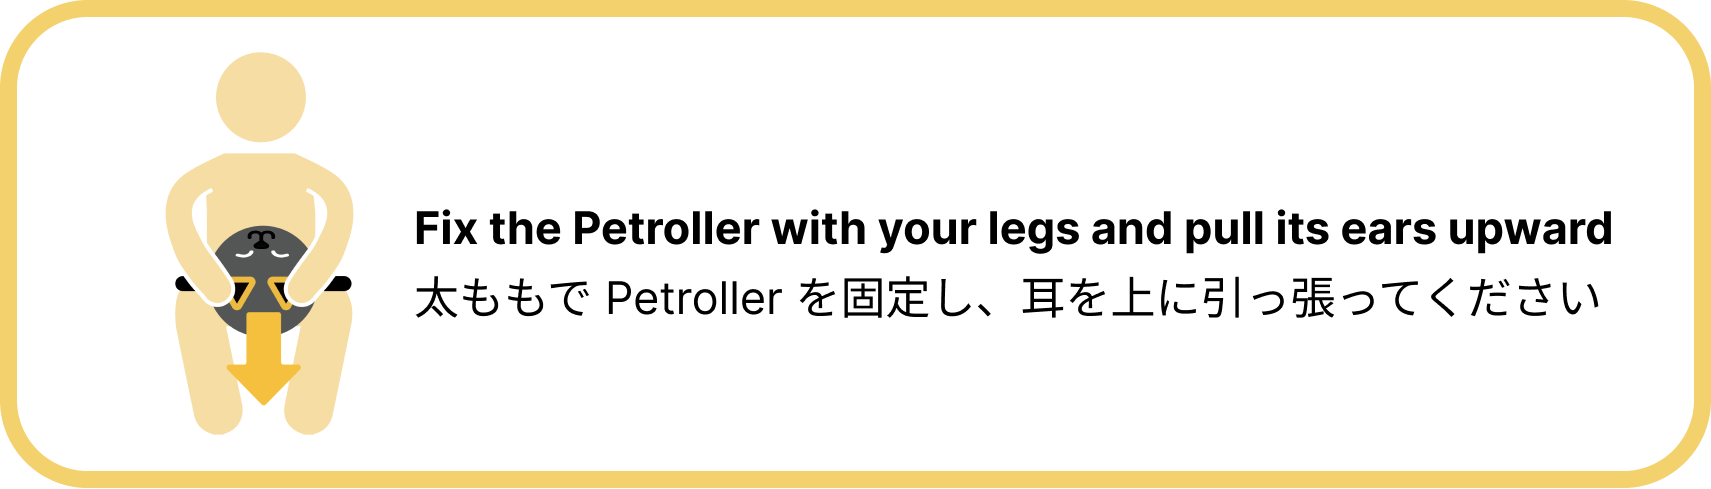 Fix the Petroller with your legs and pull its ears upward
太ももで Petroller を固定し、耳を上に引っ張ってください